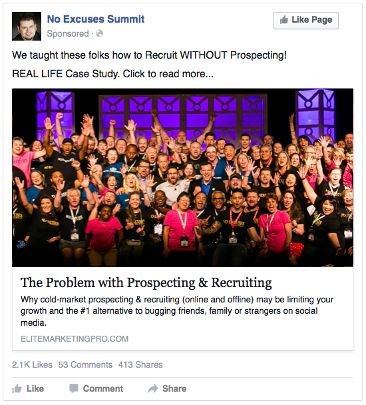 No Excuses Summit
Sponsored ·
Like Page
We taught these folks how to Recruit WITHOUT Prospecting!
REAL LIFE Case Study. Click to read more...
The Problem with Prospecting & Recruiting
Why cold-market prospecting & recruiting (online and offline) may be limiting your
growth and the #1 alternative to bugging friends, family or strangers on social
media.
ELITEMARKETINGPRO.COM
2.1K Likes 53 Comments 413 Shares
Like Comment Share